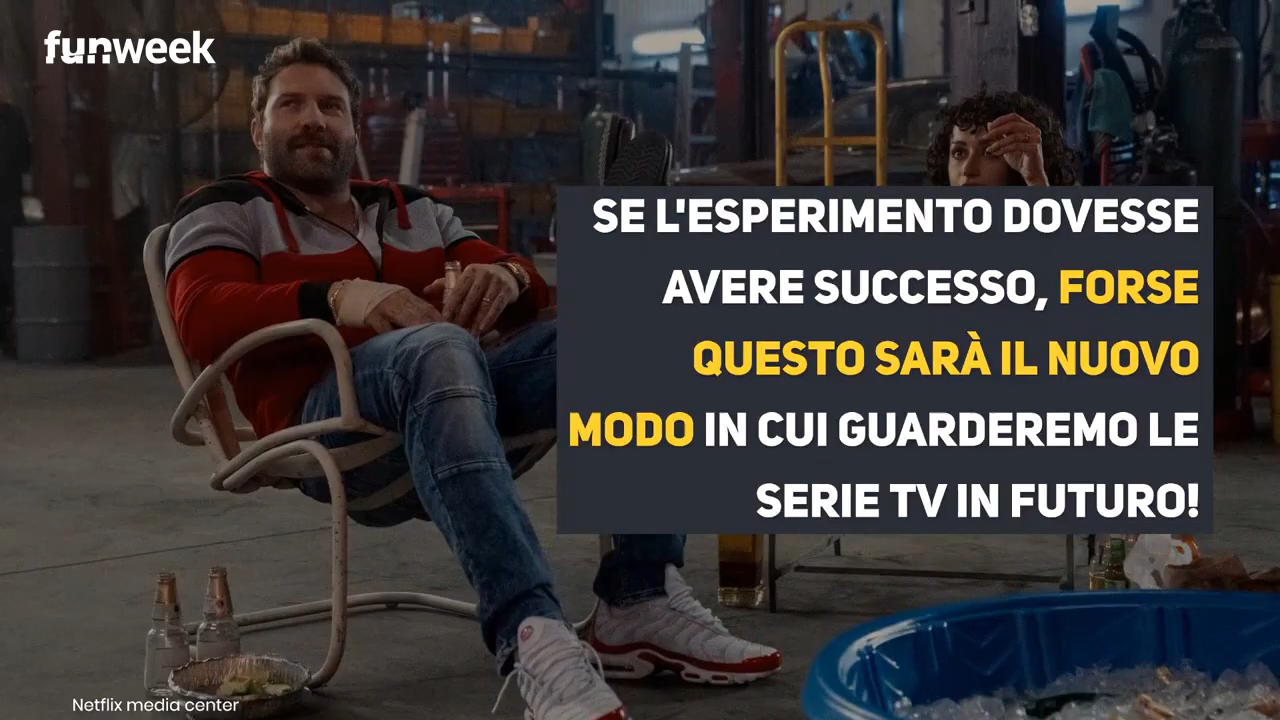 funweek
SE L'ESPERIMENTO DOVESSE
AVERE SUCCESSO, FORSE
QUESTO SARÀ IL NUOVO
MODO IN CUI GUARDEREMO LE
SERIE TV IN FUTURO!
Netflix media center